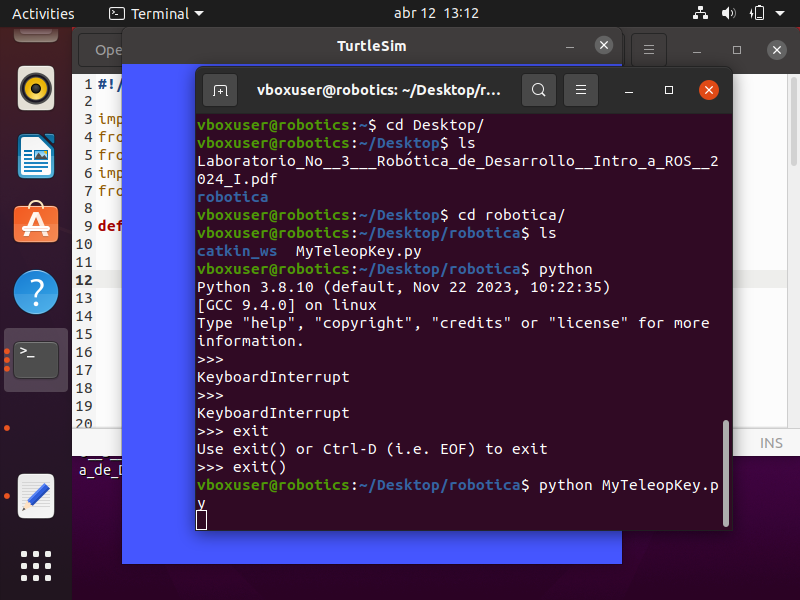 Activities
Terminal
abr 12 13:12
Ope
TurtleSim
vboxuser@robotics: ~/Desktop/r...
1 #!/
2
3 imp
4 fro
5 fro
6 imp
7 fro
8
9 def
10
11
12
13
14
15
16
17
18
19
20
vboxuser@robotics:~$ cd Desktop/
vboxuser@robotics:~/Desktop$ ls
Laboratorio_No__3___Robótica_de_Desarrollo__Intro_a_ROS__2
024_I.pdf
robotica
vboxuser@robotics:~/Desktop$ cd robotica/
vboxuser@robotics:~/Desktop/robotica$ ls
catkin_ws  MyTeleopKey.py
vboxuser@robotics:~/Desktop/robotica$ python
Python 3.8.10 (default, Nov 22 2023, 10:22:35)
[GCC 9.4.0] on linux
Type "help", "copyright", "credits" or "license" for more
information.
>>>
KeyboardInterrupt
>>>
KeyboardInterrupt
>>> exit
Use exit() or Ctrl-D (i.e. EOF) to exit
>>> exit()
vboxuser@robotics:~/Desktop/robotica$ python MyTeleopKey.p
y
INS
a_de_D